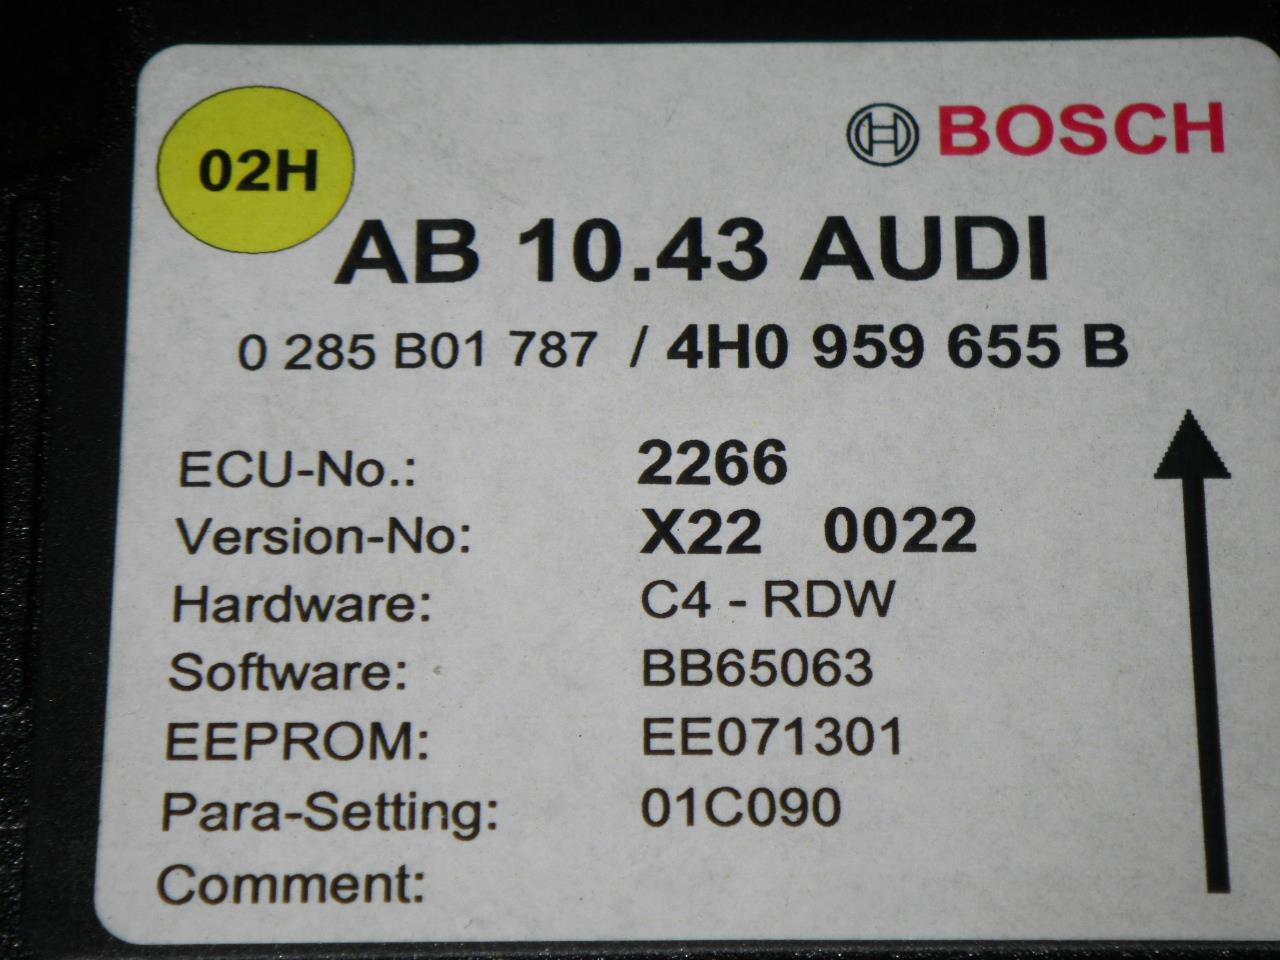 BOSCH
02H
AB 10.43 AUDI
0 285 B01 787 / 4H0 959 655 B
ECU-No.: 2266
Version-No: X22 0022
Hardware: C4 - RDW
Software: BB65063
EEPROM: EE071301
Para-Setting: 01C090
Comment: